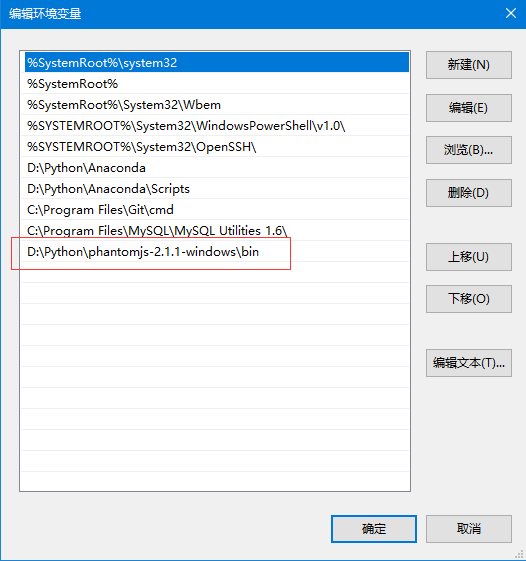 编辑环境变量
%SystemRoot%\system32
%SystemRoot%
%SystemRoot%\System32\Wbem
%SYSTEMROOT%\System32\WindowsPowerShell\v1.0\
%SYSTEMROOT%\System32\OpenSSH\
D:\Python\Anaconda
D:\Python\Anaconda\Scripts
C:\Program Files\Git\cmd
C:\Program Files\MySQL\MySQL Utilities 1.6\
D:\Python\phantomjs-2.1.1-windows\bin
新建(N)
编辑(E)
浏览(B)...
删除(D)
上移(U)
下移(O)
编辑文本(T)...
确定
取消